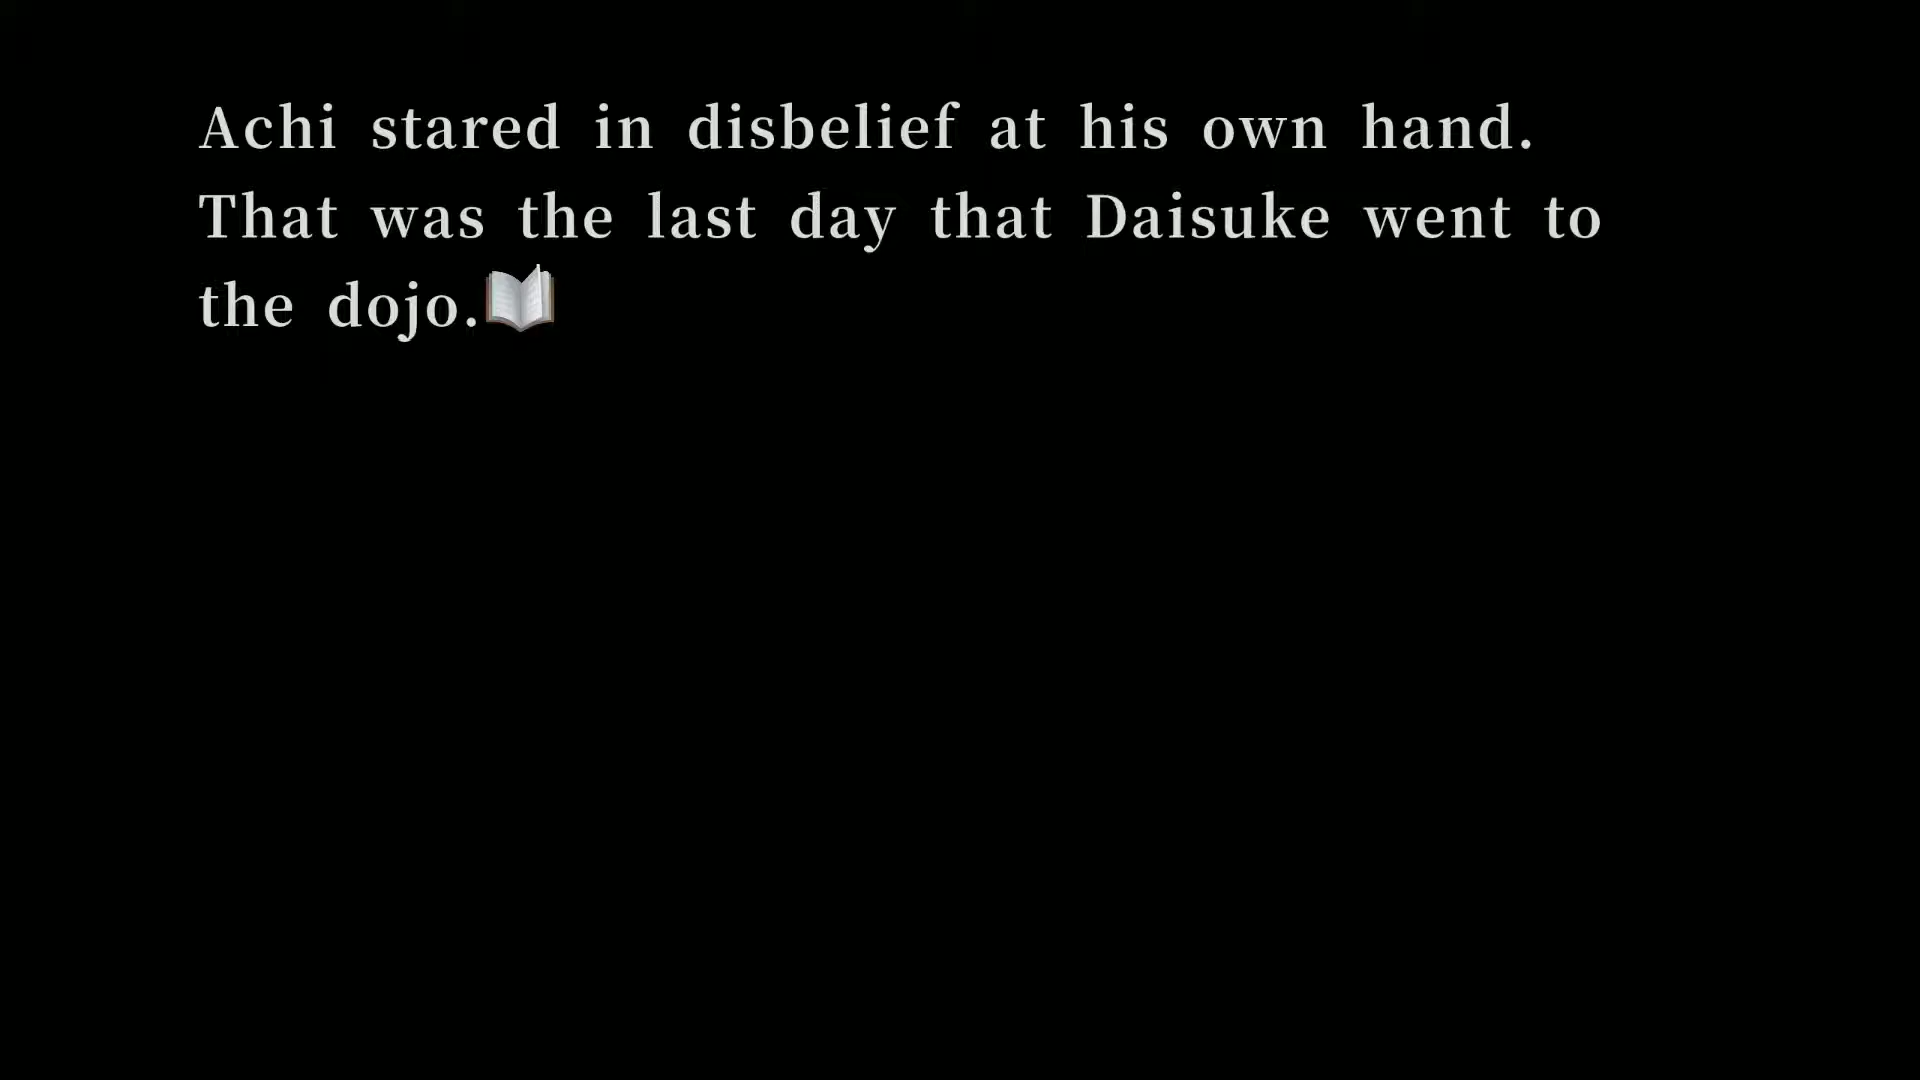 Achi stared in disbelief at his own hand.
That was the last day that Daisuke went to
the dojo.